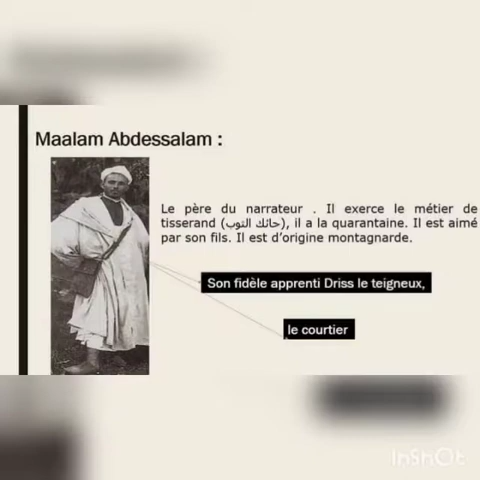 Maalam Abdessalam :
Le père du narrateur . Il exerce le métier de
tisserand (حائك التوب), il a la quarantaine. Il est aimé
par son fils. Il est d'origine montagnarde.
Son fidèle apprenti Driss le teigneux,
le courtier
InShOt